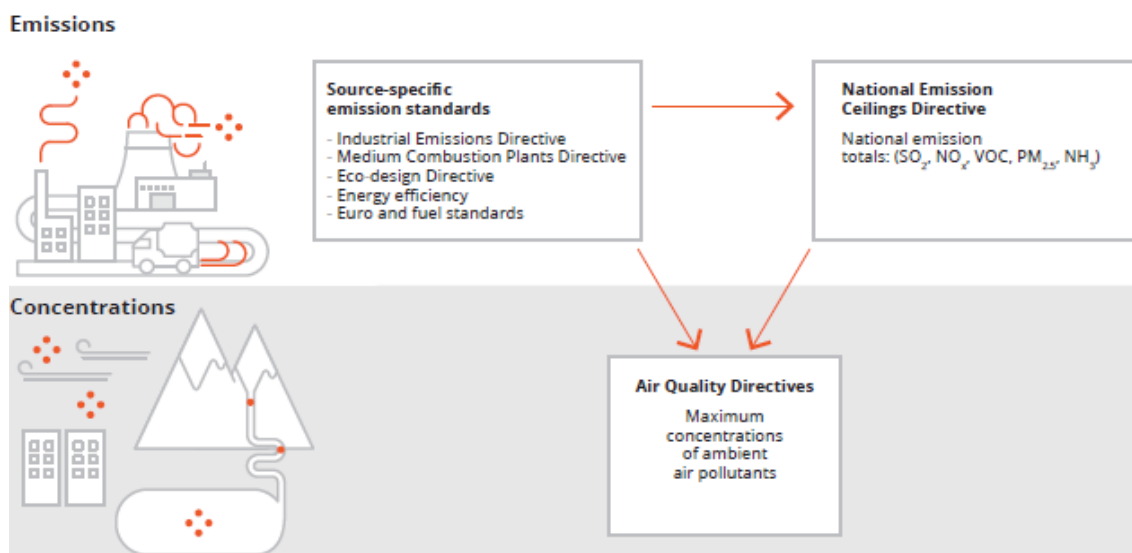 Emissions
Source-specific
emission standards
- Industrial Emissions Directive
- Medium Combustion Plants Directive
- Eco-design Directive
- Energy efficiency
- Euro and fuel standards
National Emission
Ceilings Directive
National emission
totals: (SO₂, NOₓ, VOC, PM₂.₅, NH₃)
Concentrations
Air Quality Directives
Maximum
concentrations
of ambient
air pollutants